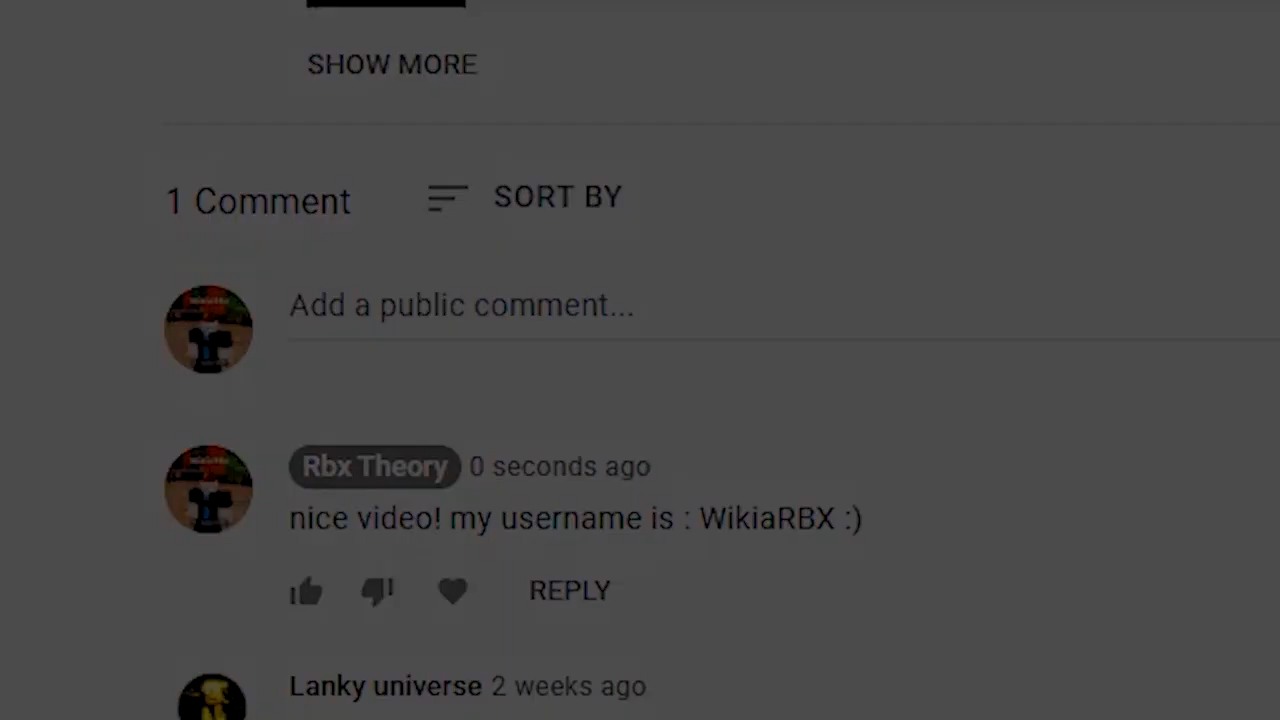 SHOW MORE
1 Comment SORT BY
Add a public comment...
Rbx Theory 0 seconds ago
nice video! my username is : WikiaRBX :)
REPLY
Lanky universe 2 weeks ago